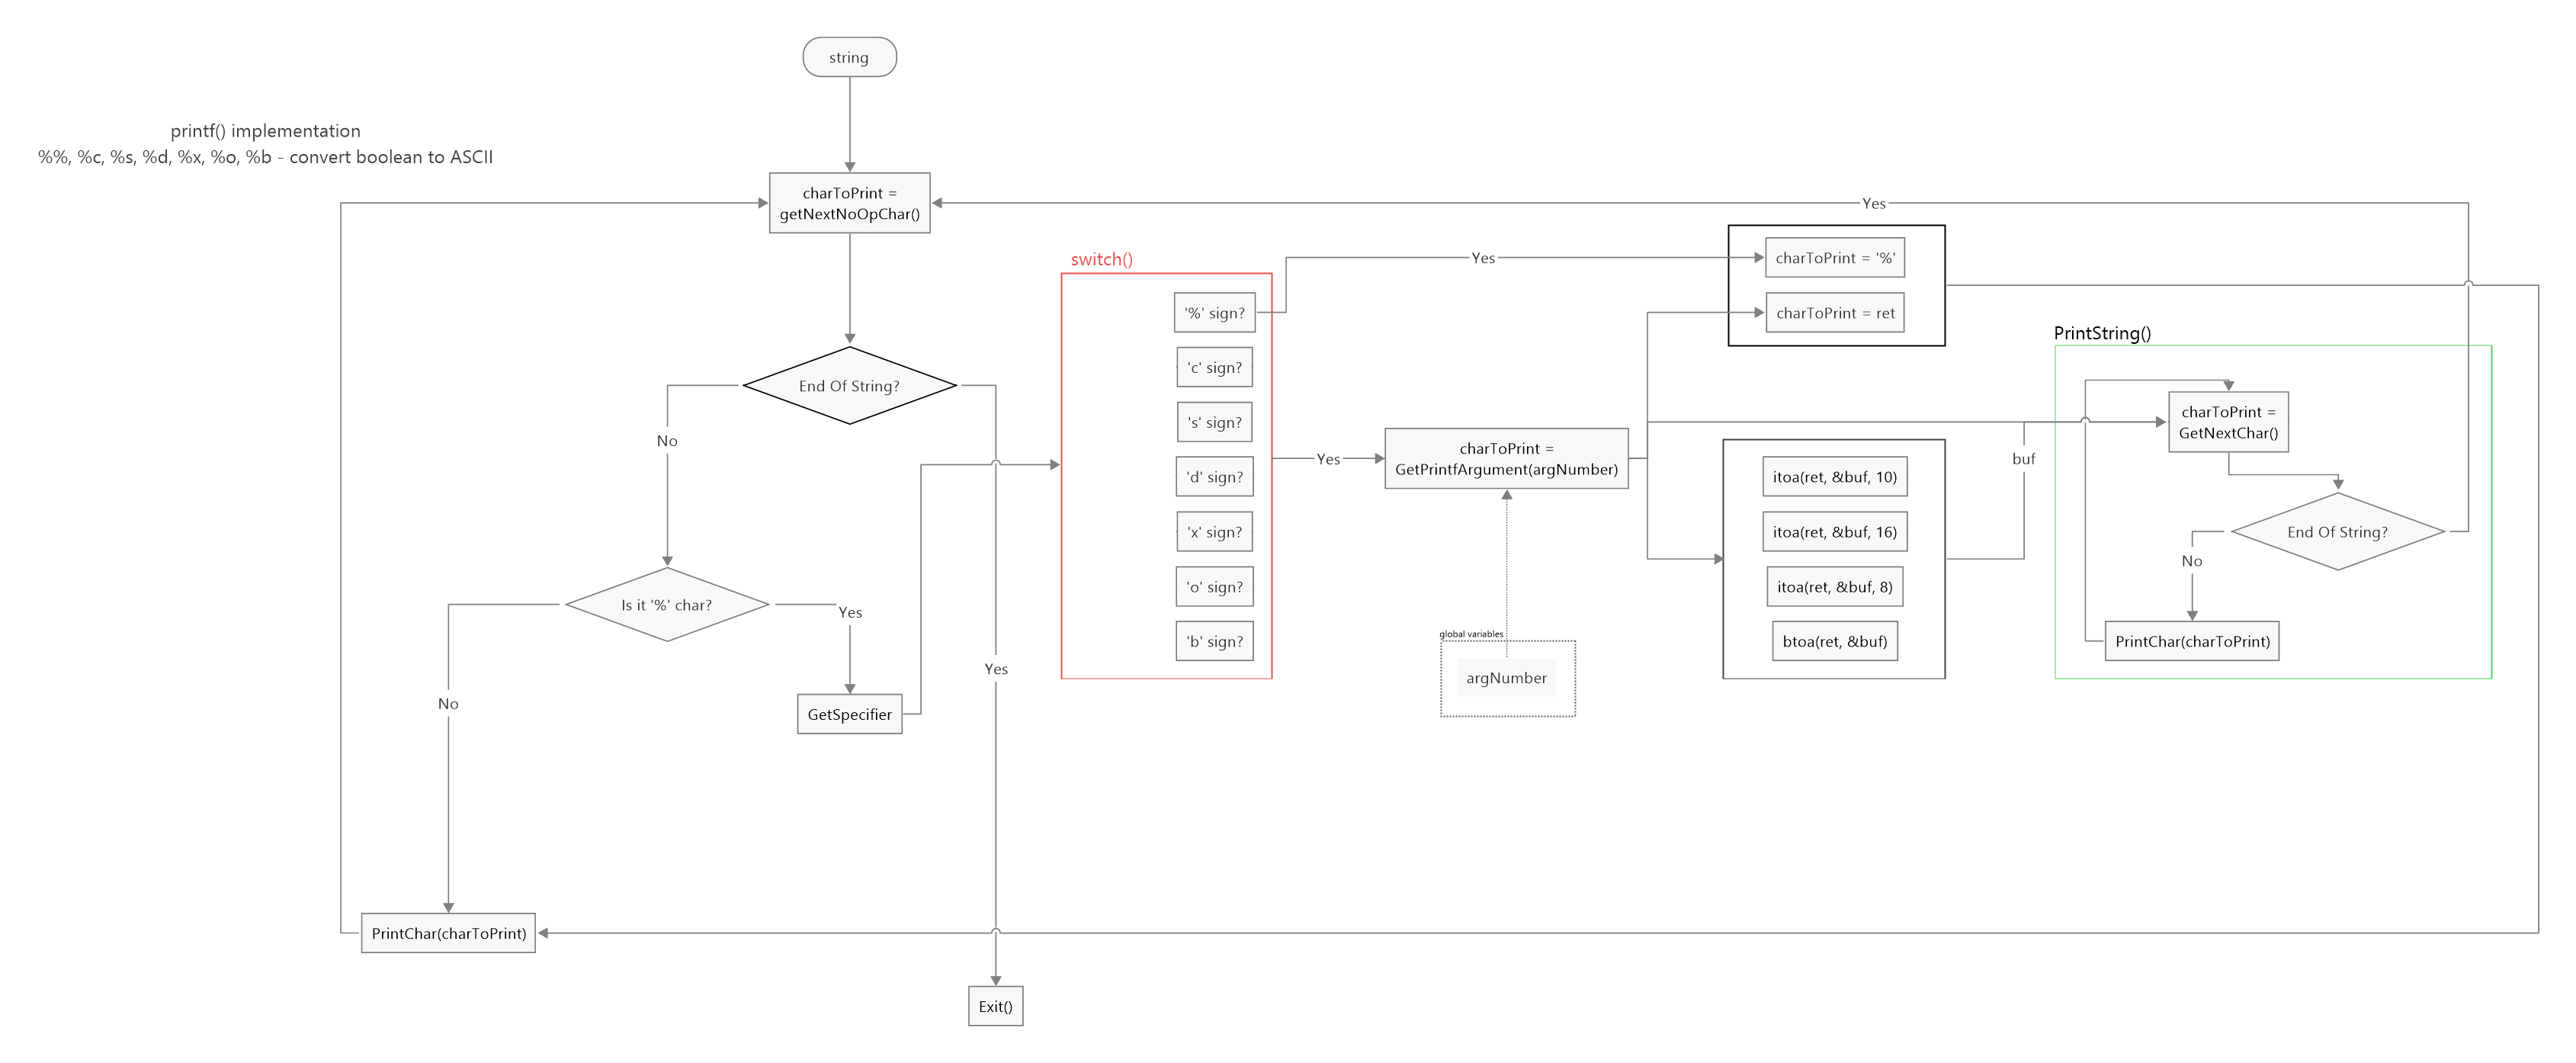 string
printf() implementation
%%, %c, %s, %d, %x, %o, %b - convert boolean to ASCII
charToPrint =
getNextNoOpChar()
Yes
End Of String?
No
Yes
Is it '%' char?
No
Yes
GetSpecifier
PrintChar(charToPrint)
Exit()
switch()
'%' sign?
'c' sign?
's' sign?
'd' sign?
'x' sign?
'o' sign?
'b' sign?
Yes
Yes
charToPrint =
GetPrintfArgument(argNumber)
global variables
argNumber
charToPrint = '%'
charToPrint = ret
itoa(ret, &buf, 10)
itoa(ret, &buf, 16)
itoa(ret, &buf, 8)
btoa(ret, &buf)
buf
PrintString()
charToPrint =
GetNextChar()
End Of String?
No
PrintChar(charToPrint)